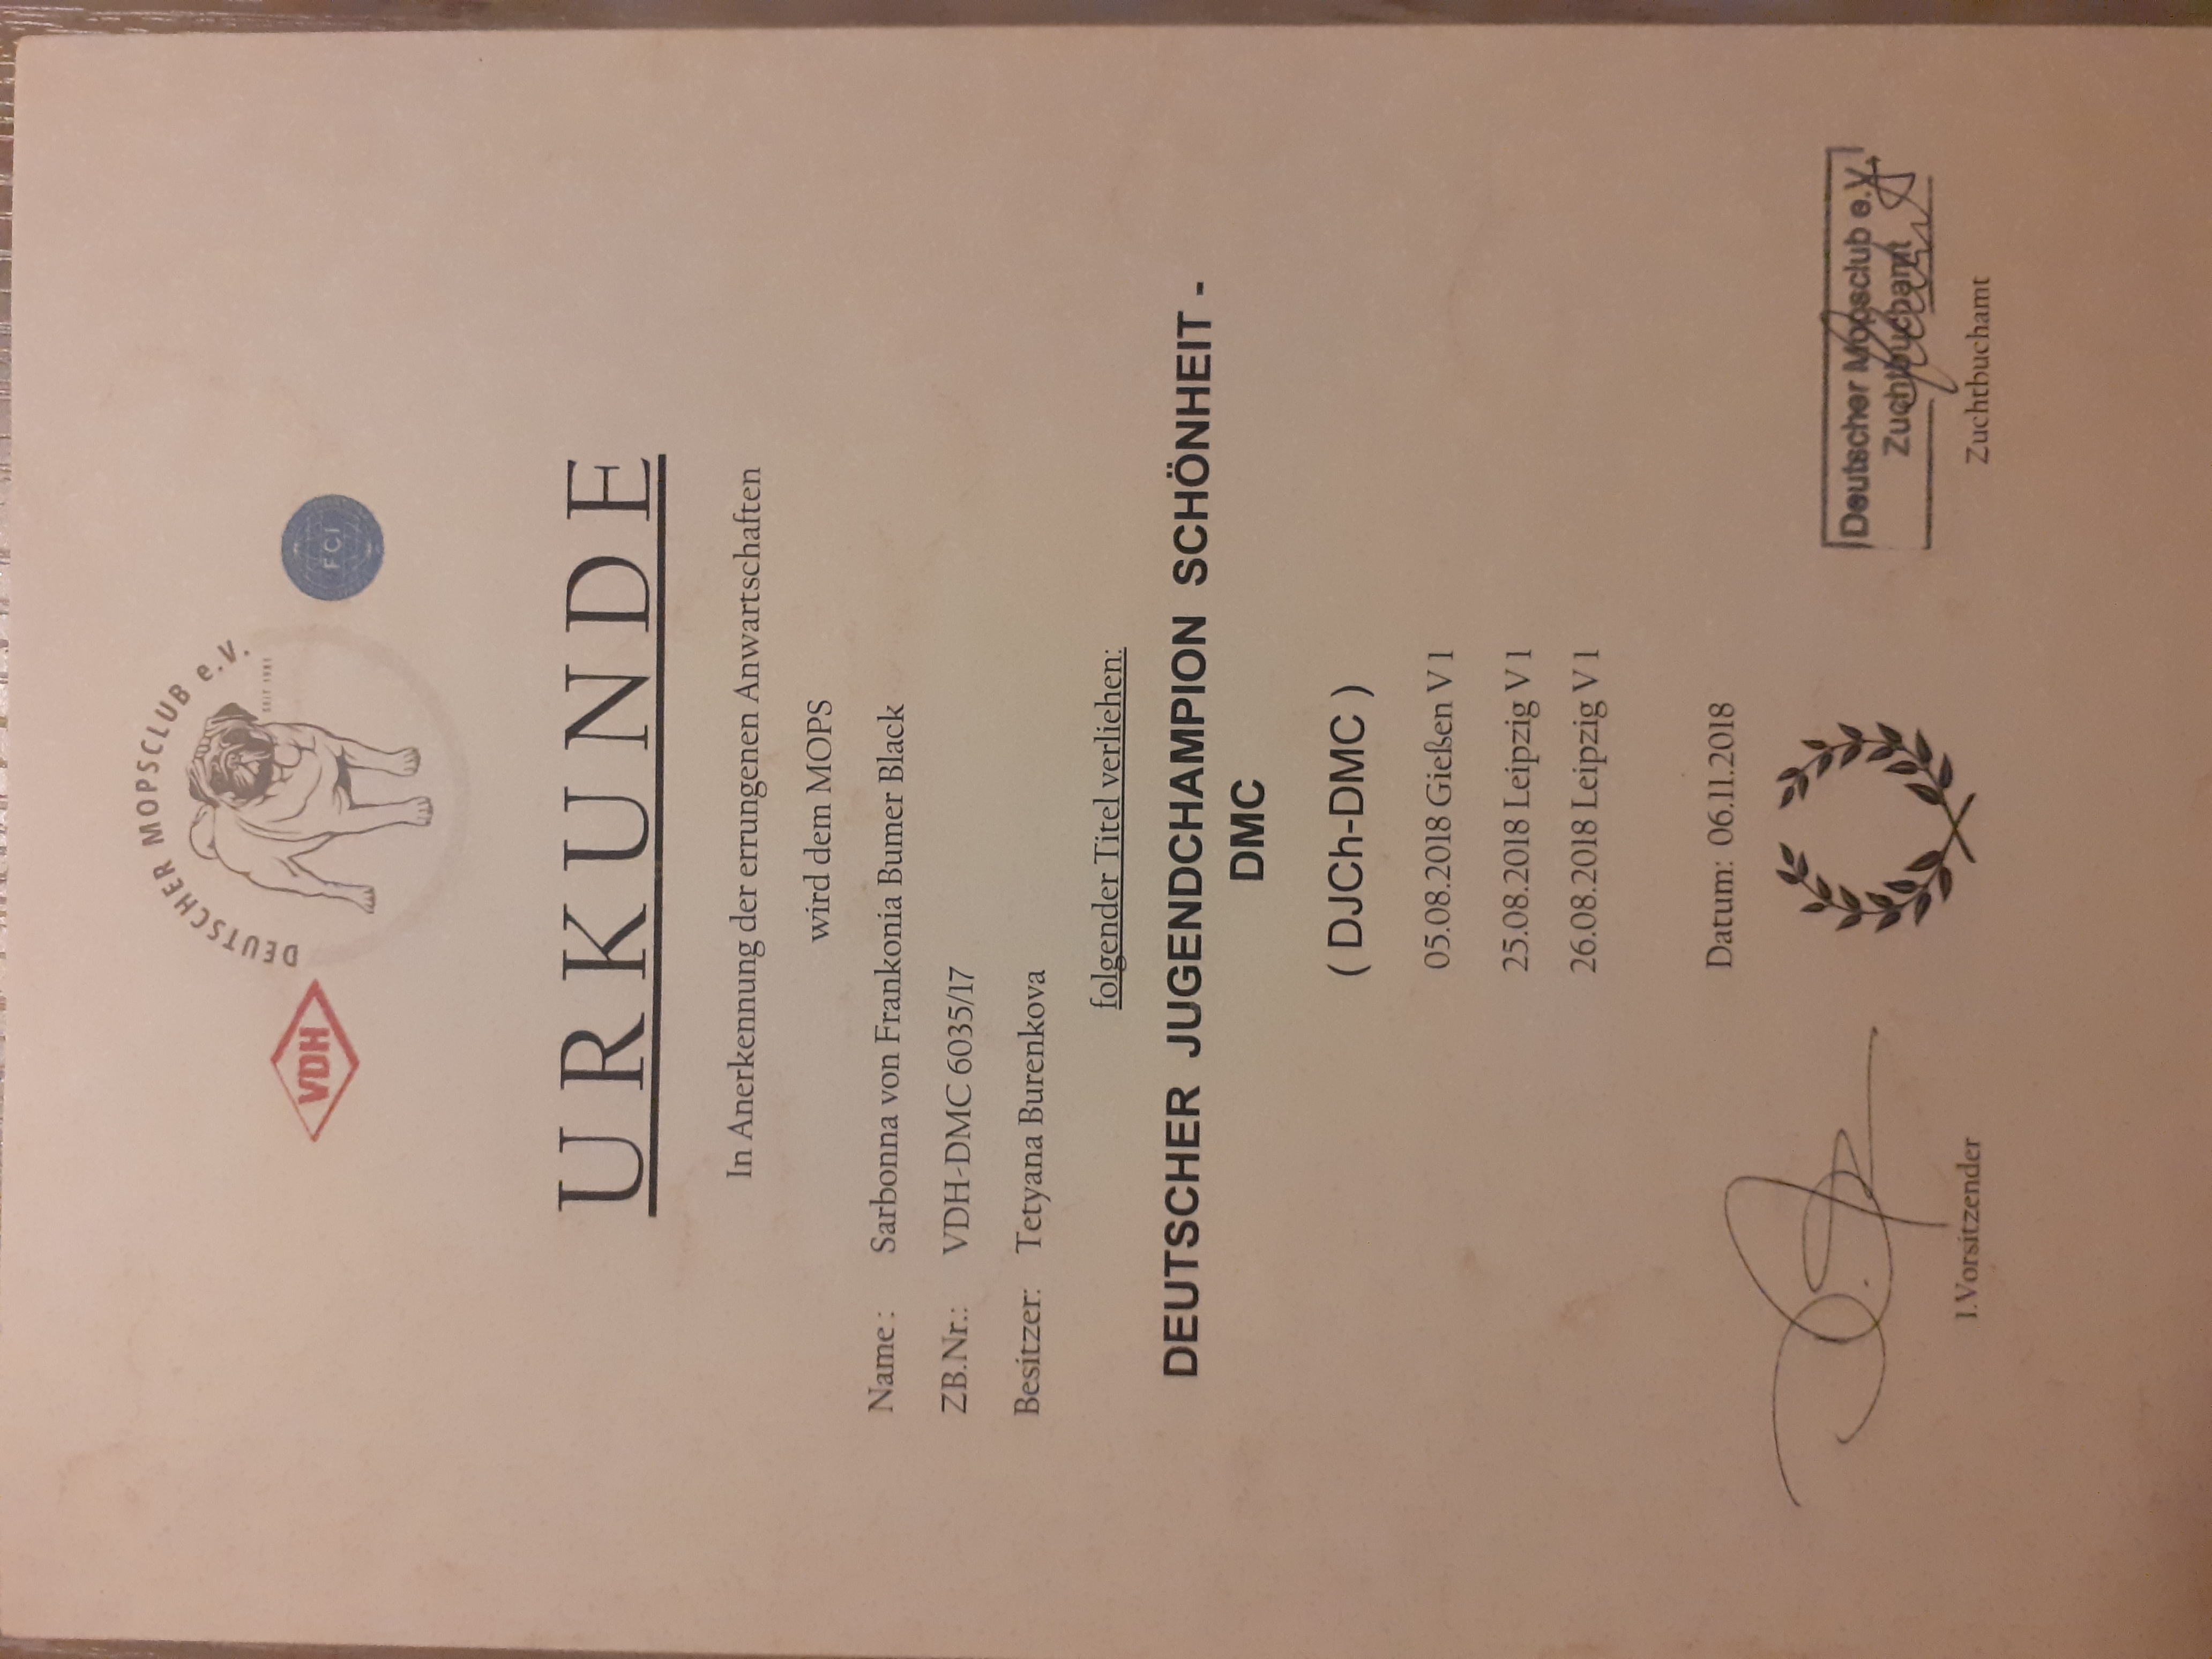 DEUTSCHER MOPSCLUB e.V.
SEIT 1987
VDH
FCI
URKUNDE
In Anerkennung der errungenen Anwartschaften
wird dem MOPS
Name : Sarbonna von Frankonia Bumer Black
ZB.Nr.: VDH-DMC 6035/17
Besitzer: Tetyana Burenkova
folgender Titel verliehen:
DEUTSCHER JUGENDCHAMPION SCHÖNHEIT -
DMC
( DJCh-DMC )
05.08.2018 Gießen V 1
25.08.2018 Leipzig V 1
26.08.2018 Leipzig V 1
Datum: 06.11.2018
Deutscher Mopsclub e.V.
Zuchtbuchamt
1.Vorsitzender
Zuchtbuchamt